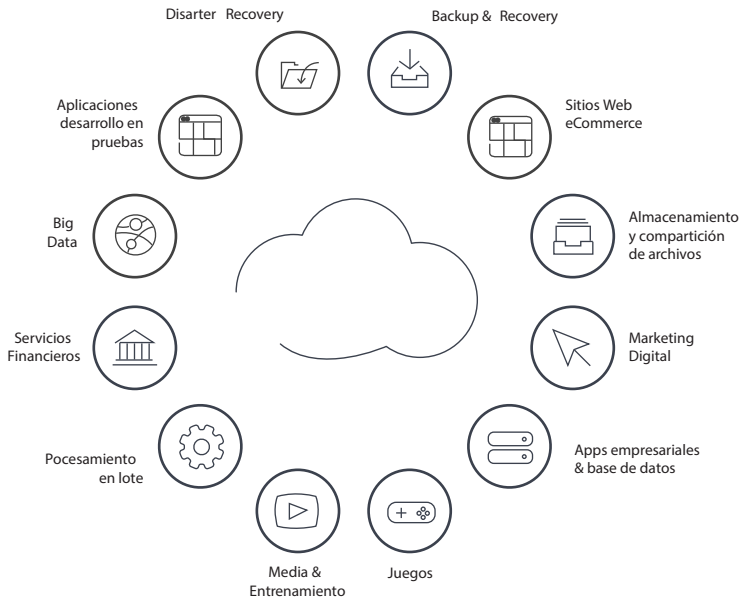 Disarter Recovery
Backup & Recovery
Aplicaciones
desarrollo en
pruebas
Sitios Web
eCommerce
Big
Data
Almacenamiento
y compartición
de archivos
Servicios
Financieros
Marketing
Digital
Pocesamiento
en lote
Apps empresariales
& base de datos
Media &
Entrenamiento
Juegos